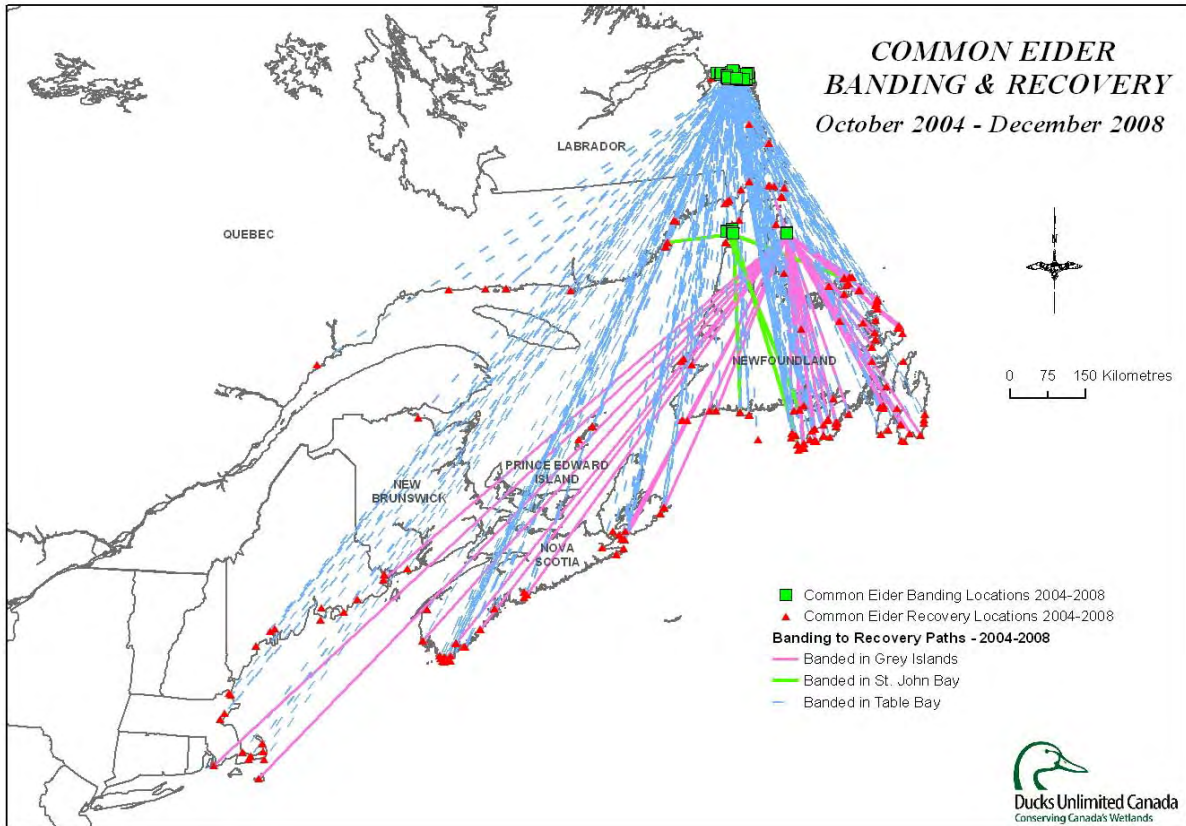 COMMON EIDER
BANDING & RECOVERY
October 2004 - December 2008
LABRADOR
QUEBEC
N
NEWFOUNDLAND
0 75 150 Kilometres
PRINCE EDWARD
ISLAND
NEW
BRUNSWICK
NOVA
SCOTIA
Common Eider Banding Locations 2004-2008
Common Eider Recovery Locations 2004-2008
Banding to Recovery Paths - 2004-2008
Banded in Grey Islands
Banded in St. John Bay
Banded in Table Bay
Ducks Unlimited Canada
Conserving Canada's Wetlands